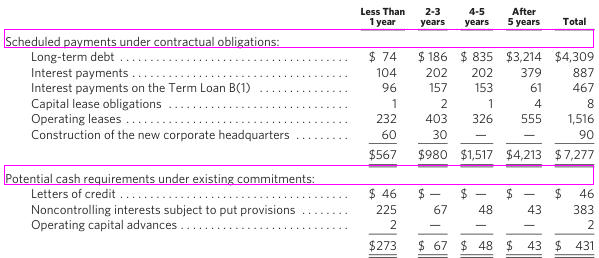 Less Than 2-3 4-5 After
1 year years years 5 years Total
Scheduled payments under contractual obligations:
Long-term debt ........................................ $ 74 $ 186 $ 835 $3,214 $4,309
Interest payments ...................................... 104 202 202 379 887
Interest payments on the Term Loan B(1) ................ 96 157 153 61 467
Capital lease obligations ................................ 1 2 1 4 8
Operating leases ....................................... 232 403 326 555 1,516
Construction of the new corporate headquarters ......... 60 30 — — 90
$567 $980 $1,517 $4,213 $ 7,277
Potential cash requirements under existing commitments:
Letters of credit ........................................ $ 46 $ — $ — $ — $ 46
Noncontrolling interests subject to put provisions ........ 225 67 48 43 383
Operating capital advances .............................. 2 — — — 2
$273 $ 67 $ 48 $ 43 $ 431